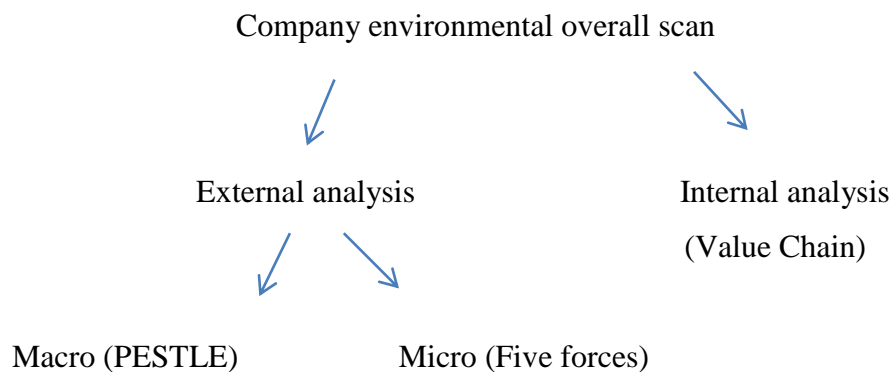 Company environmental overall scan
External analysis
Internal analysis
(Value Chain)
Macro (PESTLE)
Micro (Five forces)